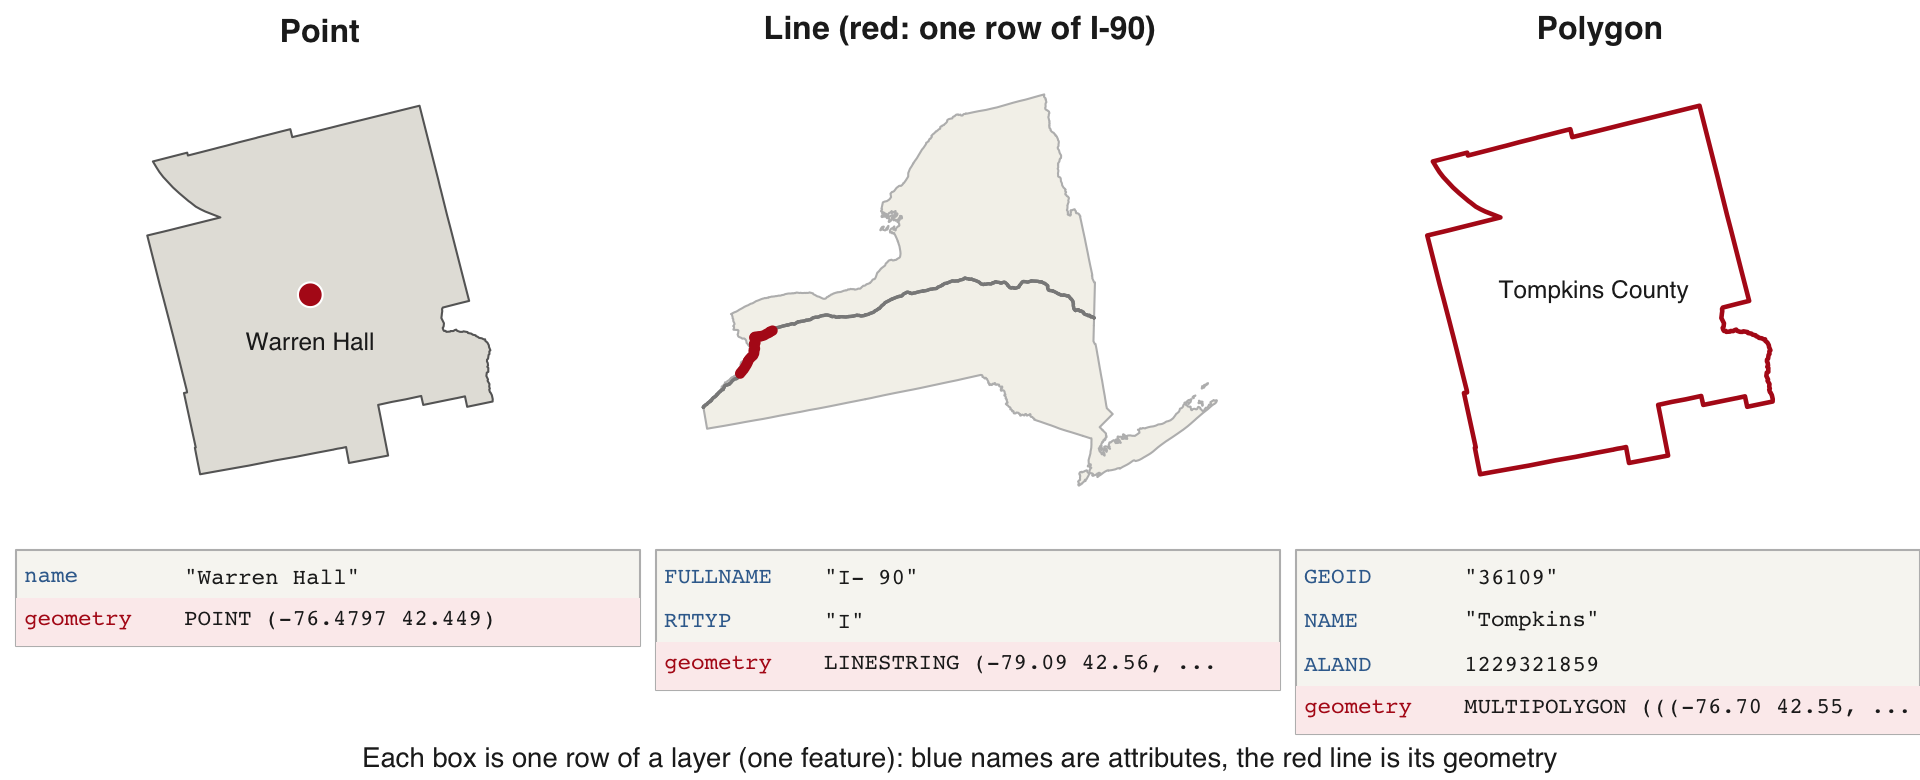 Point
Line (red: one row of I-90)
Polygon
Warren Hall
Tompkins County
name "Warren Hall"
geometry POINT (-76.4797 42.449)
FULLNAME "I- 90"
RTTYP "I"
geometry LINESTRING (-79.09 42.56, ...
GEOID "36109"
NAME "Tompkins"
ALAND 1229321859
geometry MULTIPOLYGON (((-76.70 42.55, ...
Each box is one row of a layer (one feature): blue names are attributes, the red line is its geometry